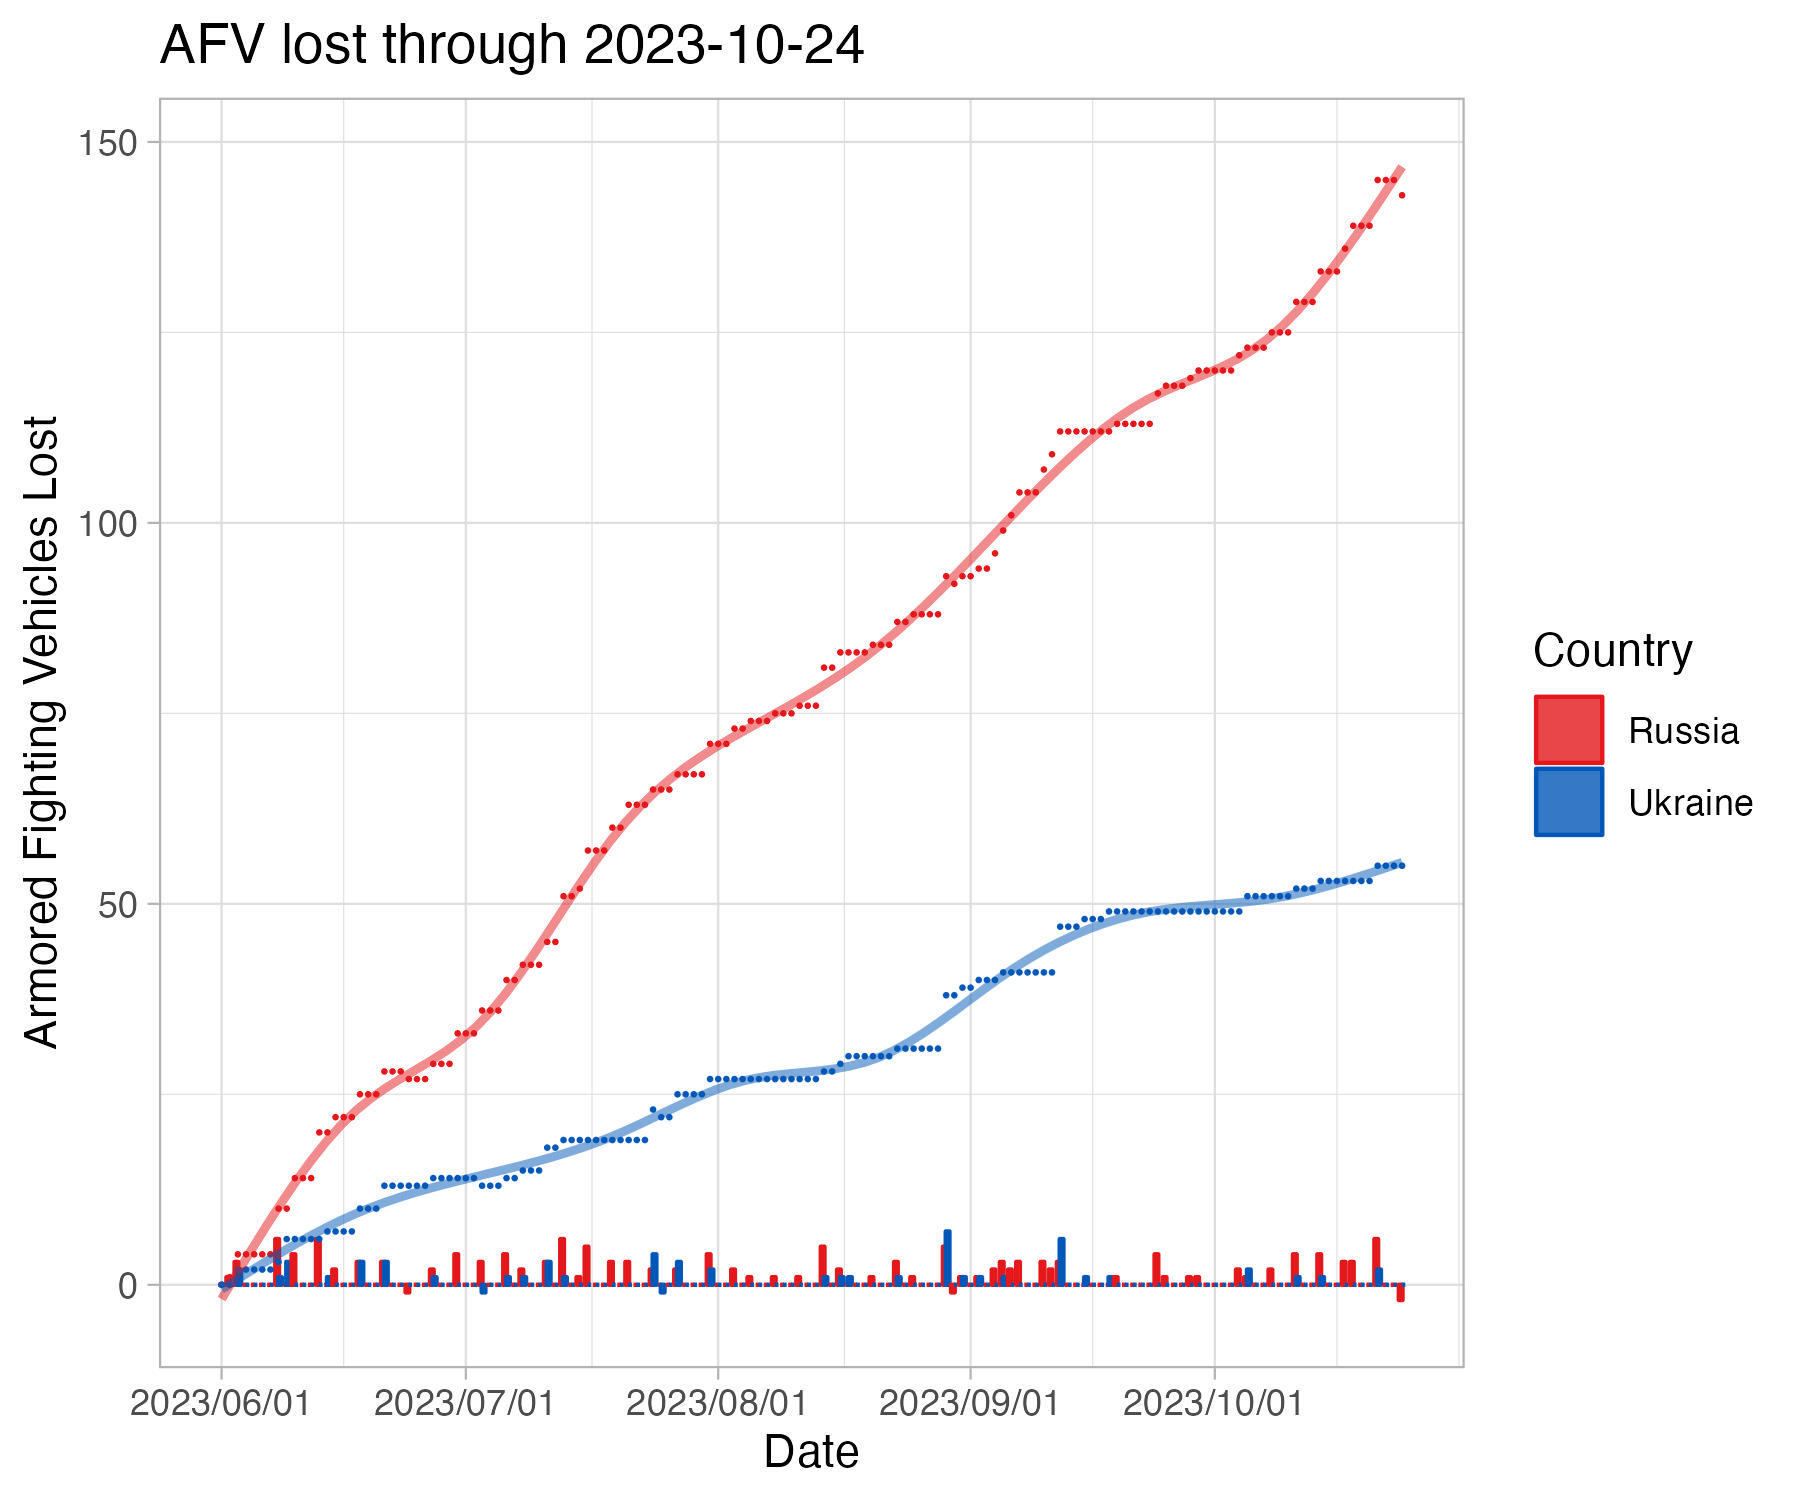 AFV lost through 2023-10-24
Armored Fighting Vehicles Lost
150
100
50
0
2023/06/01
2023/07/01
2023/08/01
2023/09/01
2023/10/01
Date
Country
Russia
Ukraine